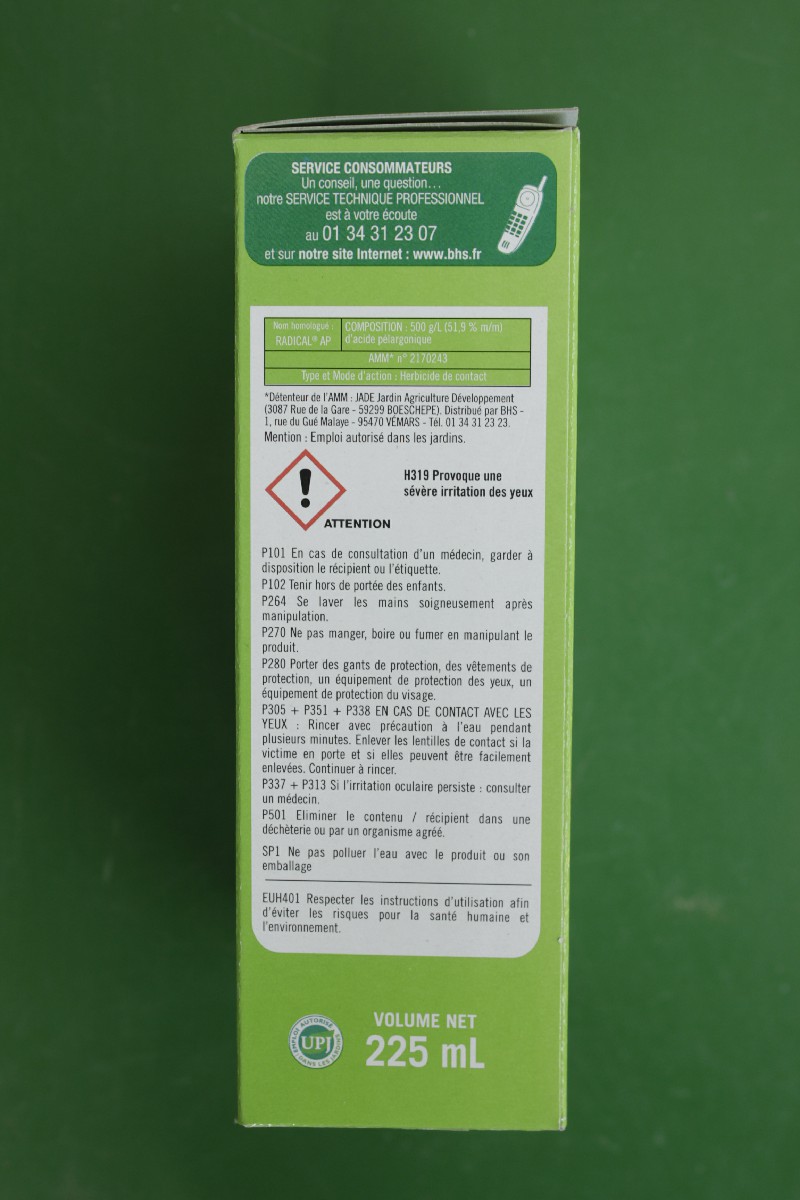 SERVICE CONSOMMATEURS
Un conseil, une question...
notre SERVICE TECHNIQUE PROFESSIONNEL
est à votre écoute
au 01 34 31 23 07
et sur notre site Internet : www.bhs.fr
Nom homologué :
RADICAL® AP
COMPOSITION : 500 g/L (51,9 % m/m)
d'acide pélargonique
AMM* n° 2170243
Type et Mode d'action : Herbicide de contact
*Détenteur de l'AMM : JADE Jardin Agriculture Développement
(3087 Rue de la Gare - 59299 BOESCHEPE). Distribué par BHS -
1, rue du Gué Malaye - 95470 VÉMARS - Tél. 01 34 31 23 23.
Mention : Emploi autorisé dans les jardins.
H319 Provoque une
sévère irritation des yeux
ATTENTION
P101 En cas de consultation d'un médecin, garder à
disposition le récipient ou l'étiquette.
P102 Tenir hors de portée des enfants.
P264 Se laver les mains soigneusement après
manipulation.
P270 Ne pas manger, boire ou fumer en manipulant le
produit.
P280 Porter des gants de protection, des vêtements de
protection, un équipement de protection des yeux, un
équipement de protection du visage.
P305 + P351 + P338 EN CAS DE CONTACT AVEC LES
YEUX : Rincer avec précaution à l'eau pendant
plusieurs minutes. Enlever les lentilles de contact si la
victime en porte et si elles peuvent être facilement
enlevées. Continuer à rincer.
P337 + P313 Si l'irritation oculaire persiste : consulter
un médecin.
P501 Eliminer le contenu / récipient dans une
déchèterie ou par un organisme agréé.
SP1 Ne pas polluer l'eau avec le produit ou son
emballage
EUH401 Respecter les instructions d'utilisation afin
d'éviter les risques pour la santé humaine et
l'environnement.
EMPLOI AUTORISÉ
UPJ
DANS LES JARDINS
VOLUME NET
225 mL